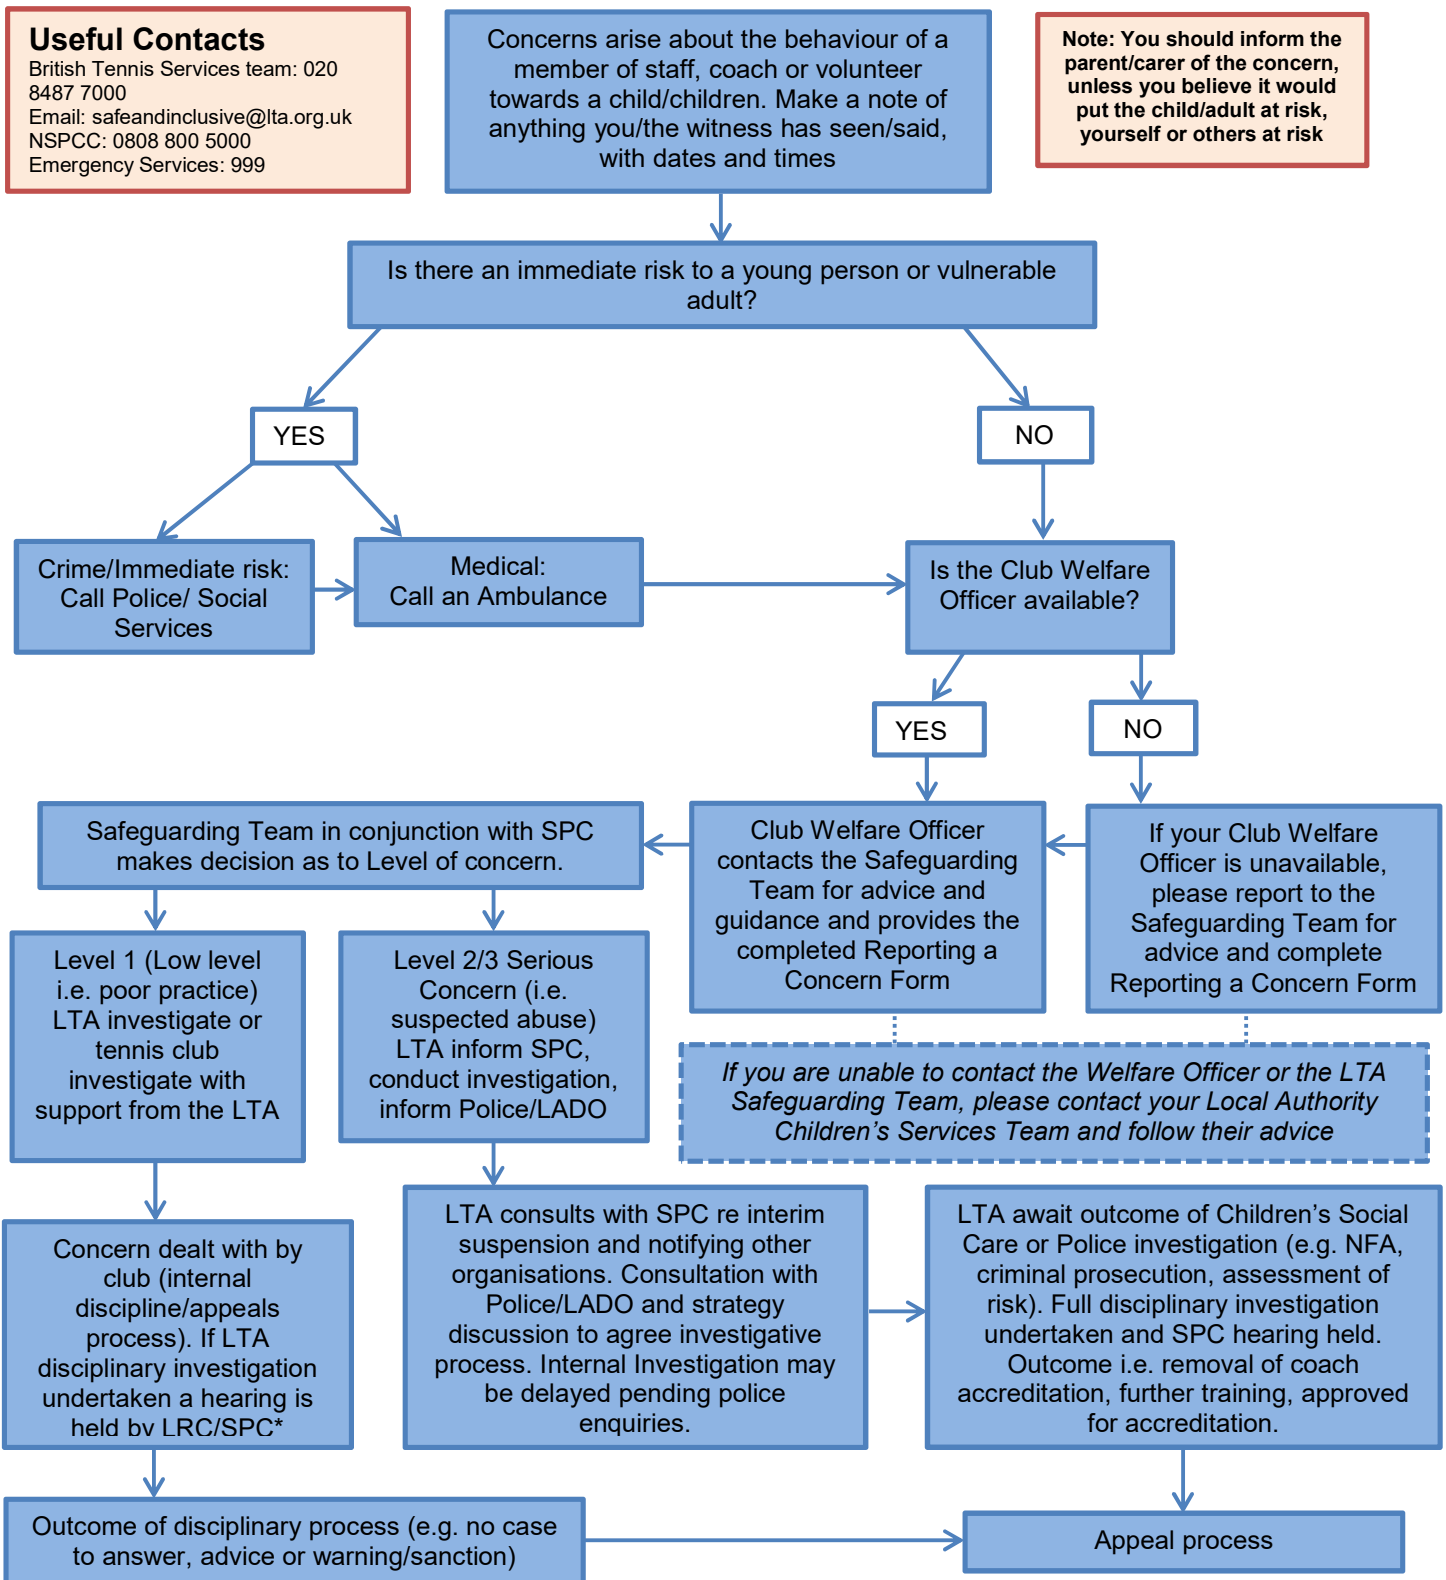 Useful Contacts
British Tennis Services team: 020
8487 7000
Email: safeandinclusive@lta.org.uk
NSPCC: 0808 800 5000
Emergency Services: 999
Concerns arise about the behaviour of a
member of staff, coach or volunteer
towards a child/children. Make a note of
anything you/the witness has seen/said,
with dates and times
Note: You should inform the
parent/carer of the concern,
unless you believe it would
put the child/adult at risk,
yourself or others at risk
Is there an immediate risk to a young person or vulnerable
adult?
YES
NO
Crime/Immediate risk:
Call Police/ Social
Services
Medical:
Call an Ambulance
Is the Club Welfare
Officer available?
YES
NO
Safeguarding Team in conjunction with SPC
makes decision as to Level of concern.
Club Welfare Officer
contacts the Safeguarding
Team for advice and
guidance and provides the
completed Reporting a
Concern Form
If your Club Welfare
Officer is unavailable,
please report to the
Safeguarding Team for
advice and complete
Reporting a Concern Form
Level 1 (Low level
i.e. poor practice)
LTA investigate or
tennis club
investigate with
support from the LTA
Level 2/3 Serious
Concern (i.e.
suspected abuse)
LTA inform SPC,
conduct investigation,
inform Police/LADO
If you are unable to contact the Welfare Officer or the LTA
Safeguarding Team, please contact your Local Authority
Children's Services Team and follow their advice
Concern dealt with by
club (internal
discipline/appeals
process). If LTA
disciplinary investigation
undertaken a hearing is
held by LRC/SPC*
LTA consults with SPC re interim
suspension and notifying other
organisations. Consultation with
Police/LADO and strategy
discussion to agree investigative
process. Internal Investigation may
be delayed pending police
enquiries.
LTA await outcome of Children's Social
Care or Police investigation (e.g. NFA,
criminal prosecution, assessment of
risk). Full disciplinary investigation
undertaken and SPC hearing held.
Outcome i.e. removal of coach
accreditation, further training, approved
for accreditation.
Outcome of disciplinary process (e.g. no case
to answer, advice or warning/sanction)
Appeal process